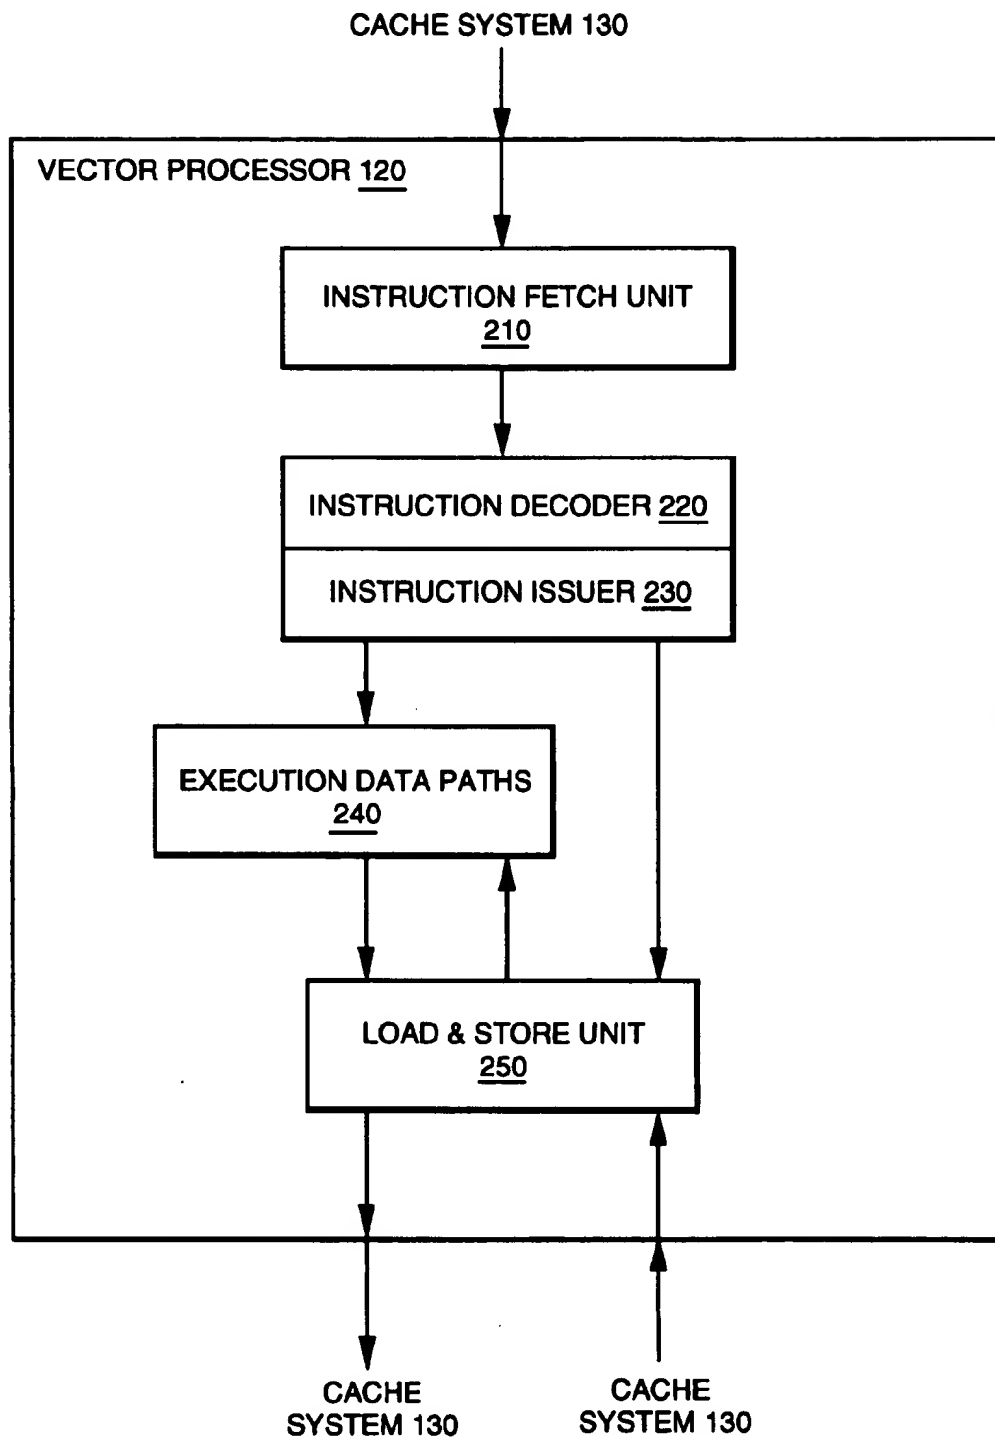 CACHE SYSTEM 130
VECTOR PROCESSOR 120
INSTRUCTION FETCH UNIT
210
INSTRUCTION DECODER 220
INSTRUCTION ISSUER 230
EXECUTION DATA PATHS
240
LOAD & STORE UNIT
250
CACHE
SYSTEM 130
CACHE
SYSTEM 130